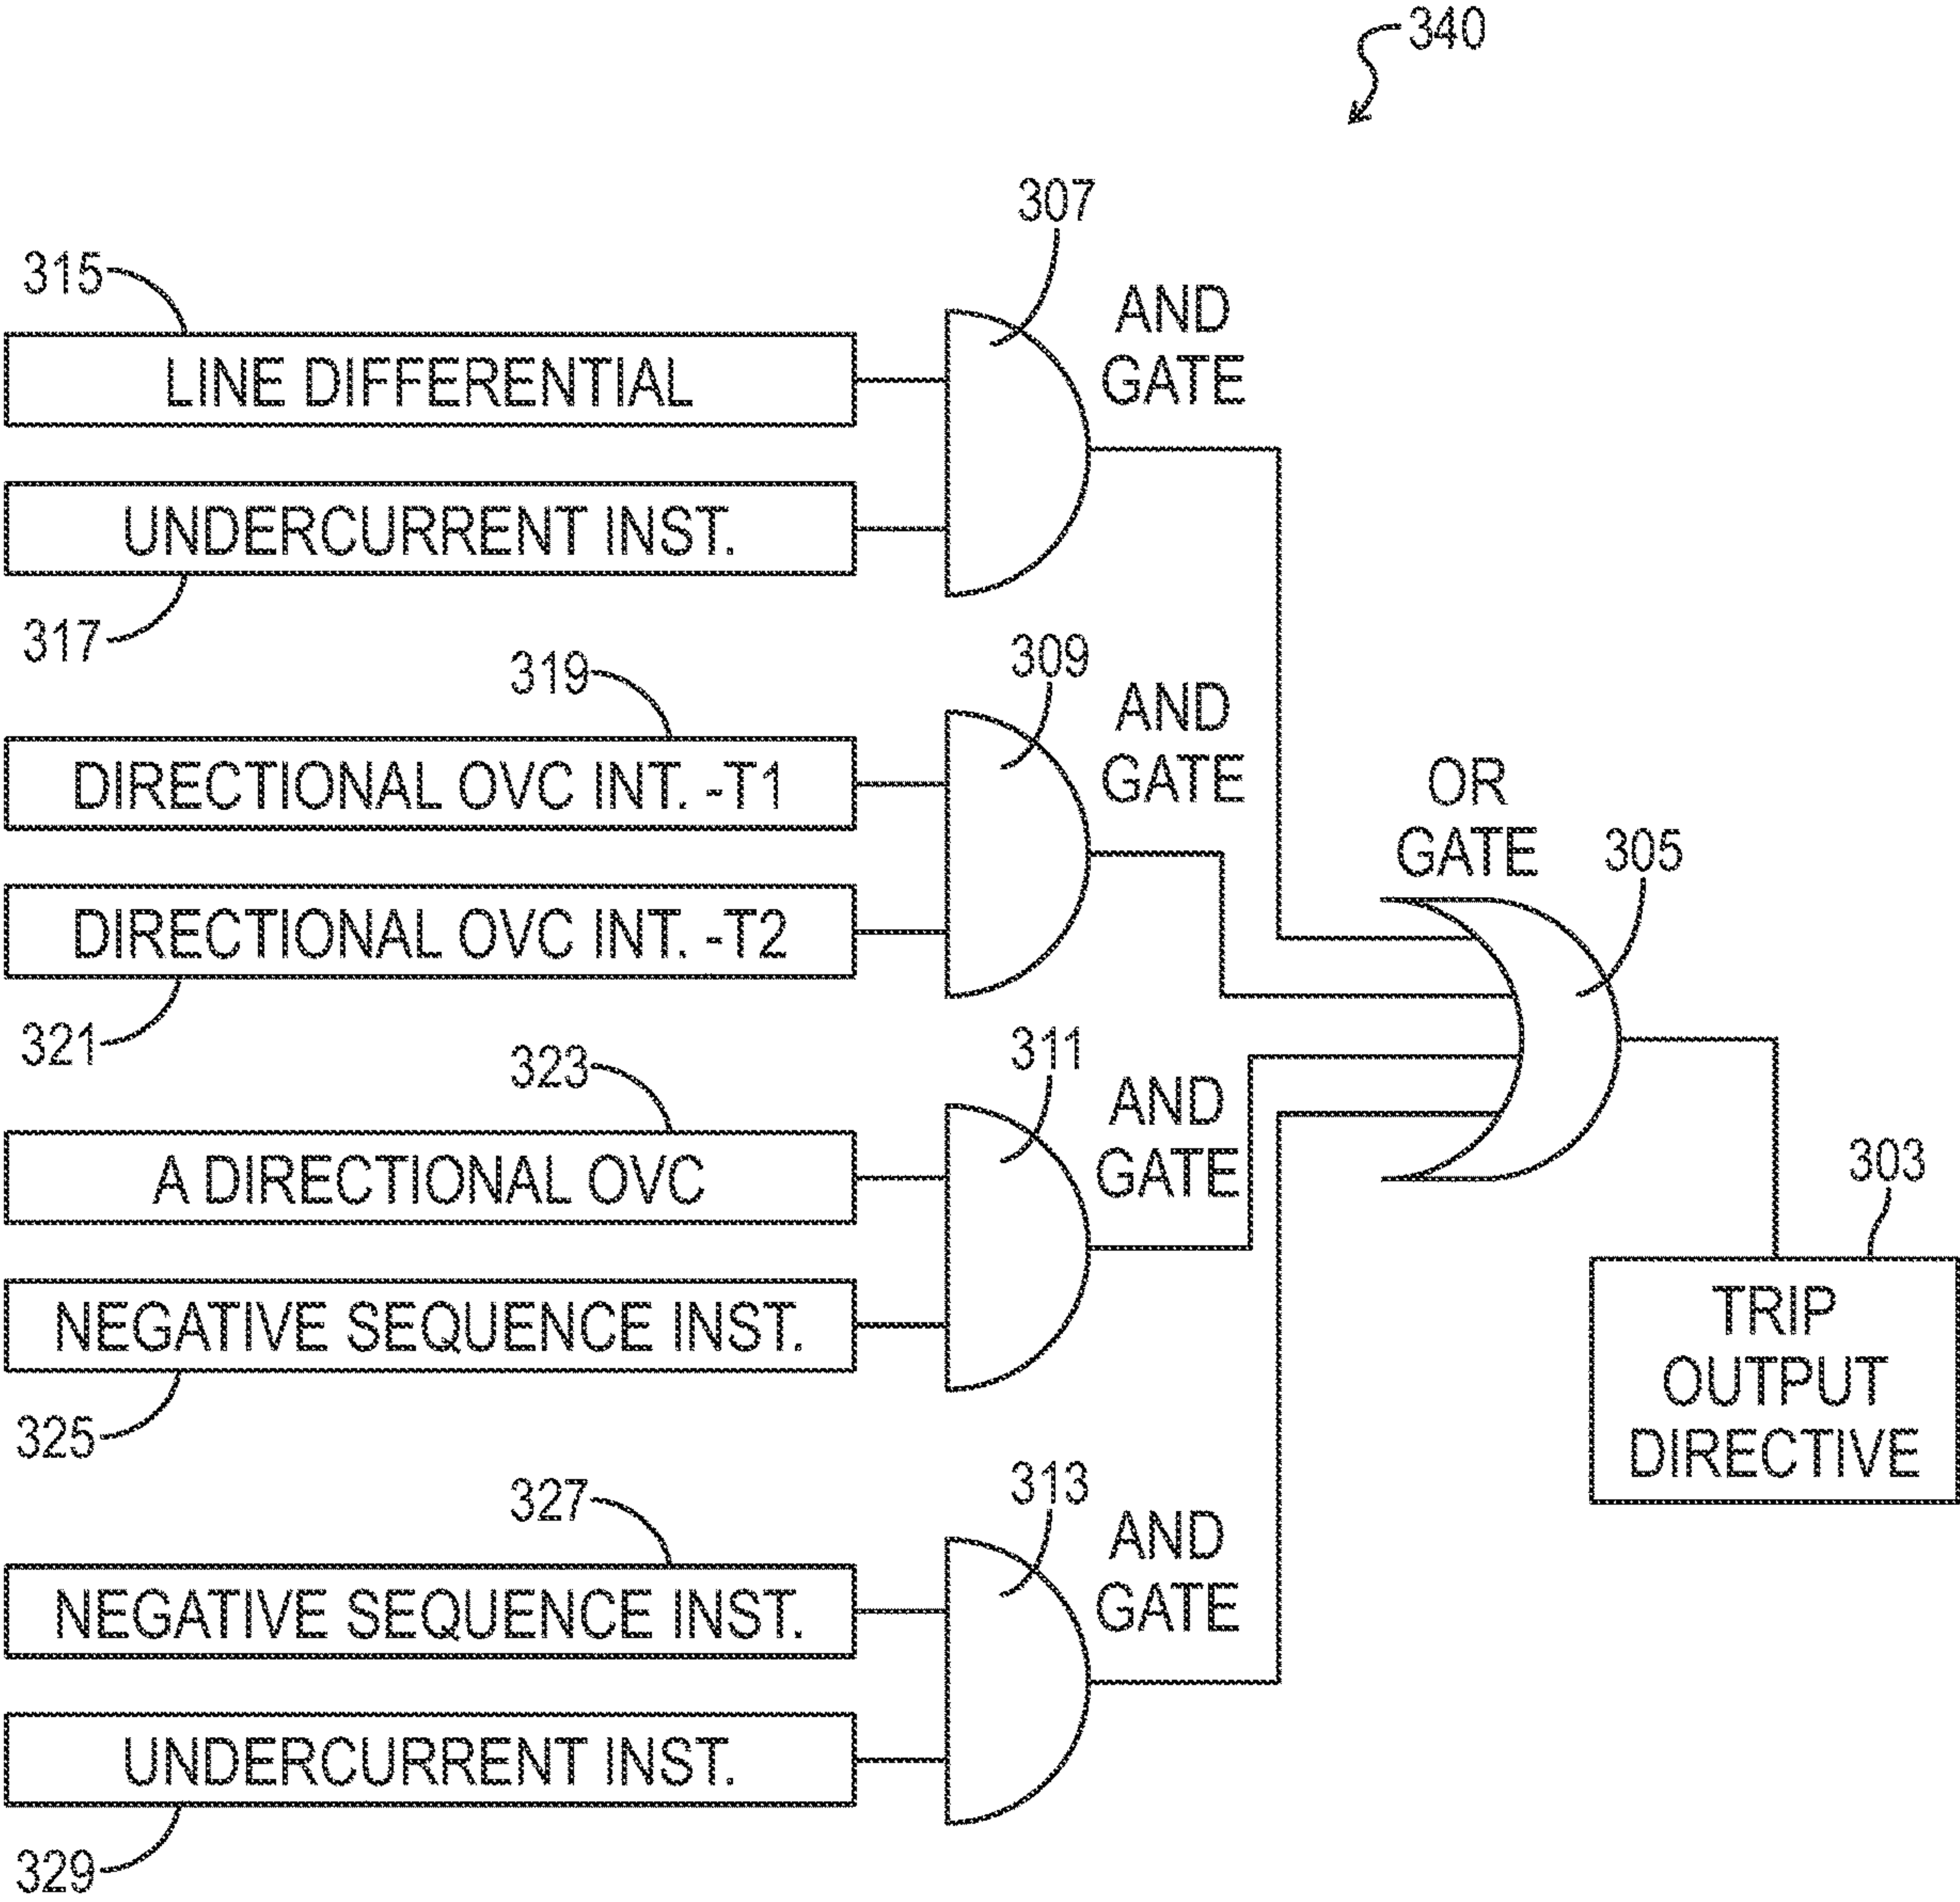 340
307
315
AND
GATE
LINE DIFFERENTIAL
UNDERCURRENT INST.
317
319
309
AND
GATE
DIRECTIONAL OVC INT. -T1
OR
GATE
305
DIRECTIONAL OVC INT. -T2
321
323
311
AND
GATE
A DIRECTIONAL OVC
303
NEGATIVE SEQUENCE INST.
TRIP
OUTPUT
DIRECTIVE
325
327
313
AND
GATE
NEGATIVE SEQUENCE INST.
UNDERCURRENT INST.
329